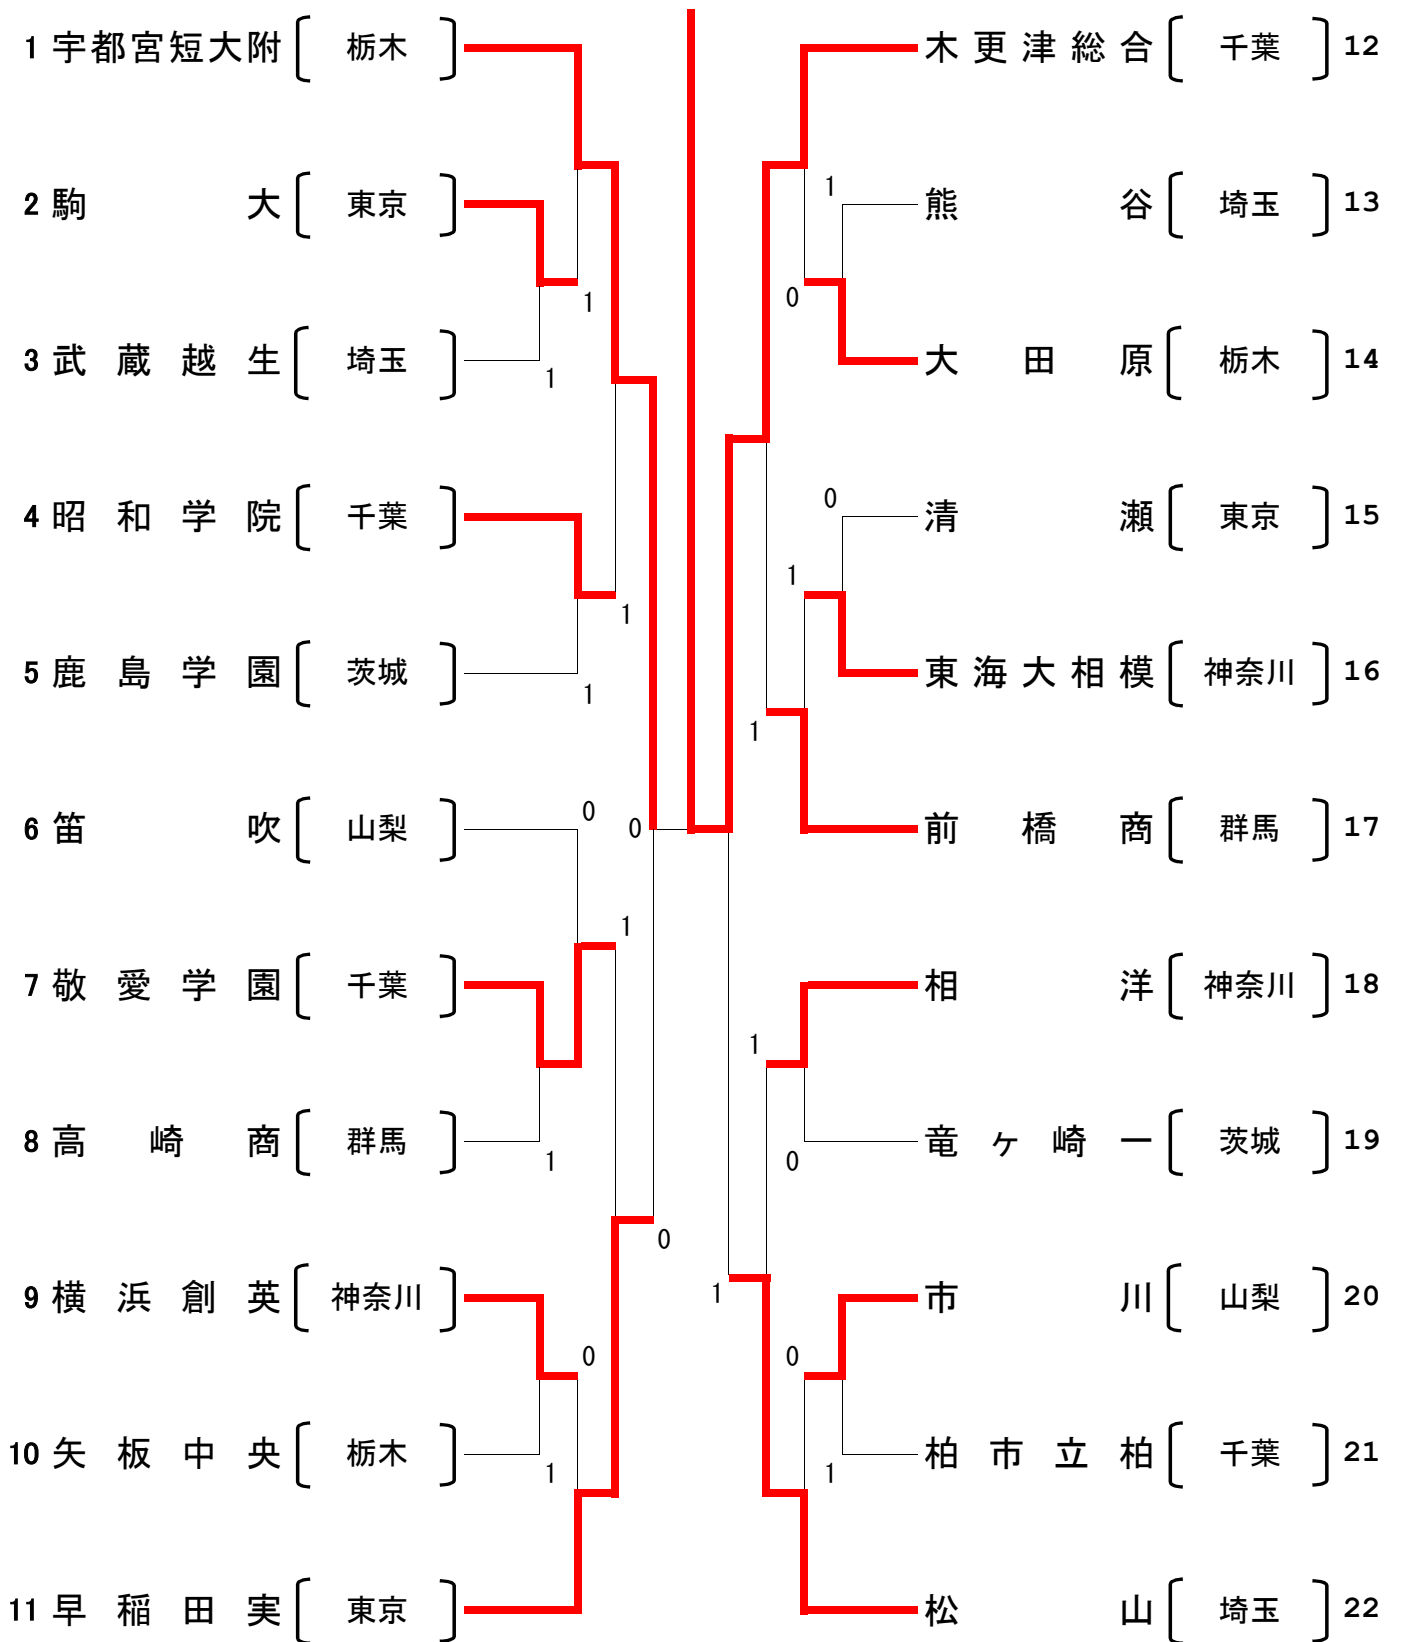 1 宇都宮短大附 栃木
2 駒大 東京
1
3 武蔵越生 埼玉
1
4 昭和学院 千葉
1
5 鹿島学園 茨城
1
0
6 笛吹 山梨
0
1
7 敬愛学園 千葉
8 高崎商 群馬
1
0
9 横浜創英 神奈川
0
10 矢板中央 栃木
1
11 早稲田実 東京
木更津総合 千葉 12
1
熊谷 埼玉 13
0
大田原 栃木 14
0
清瀬 東京 15
1
東海大相模 神奈川 16
1
前橋商 群馬 17
相洋 神奈川 18
1
竜ヶ崎一 茨城 19
0
1
市川 山梨 20
0
柏市立柏 千葉 21
1
松山 埼玉 22